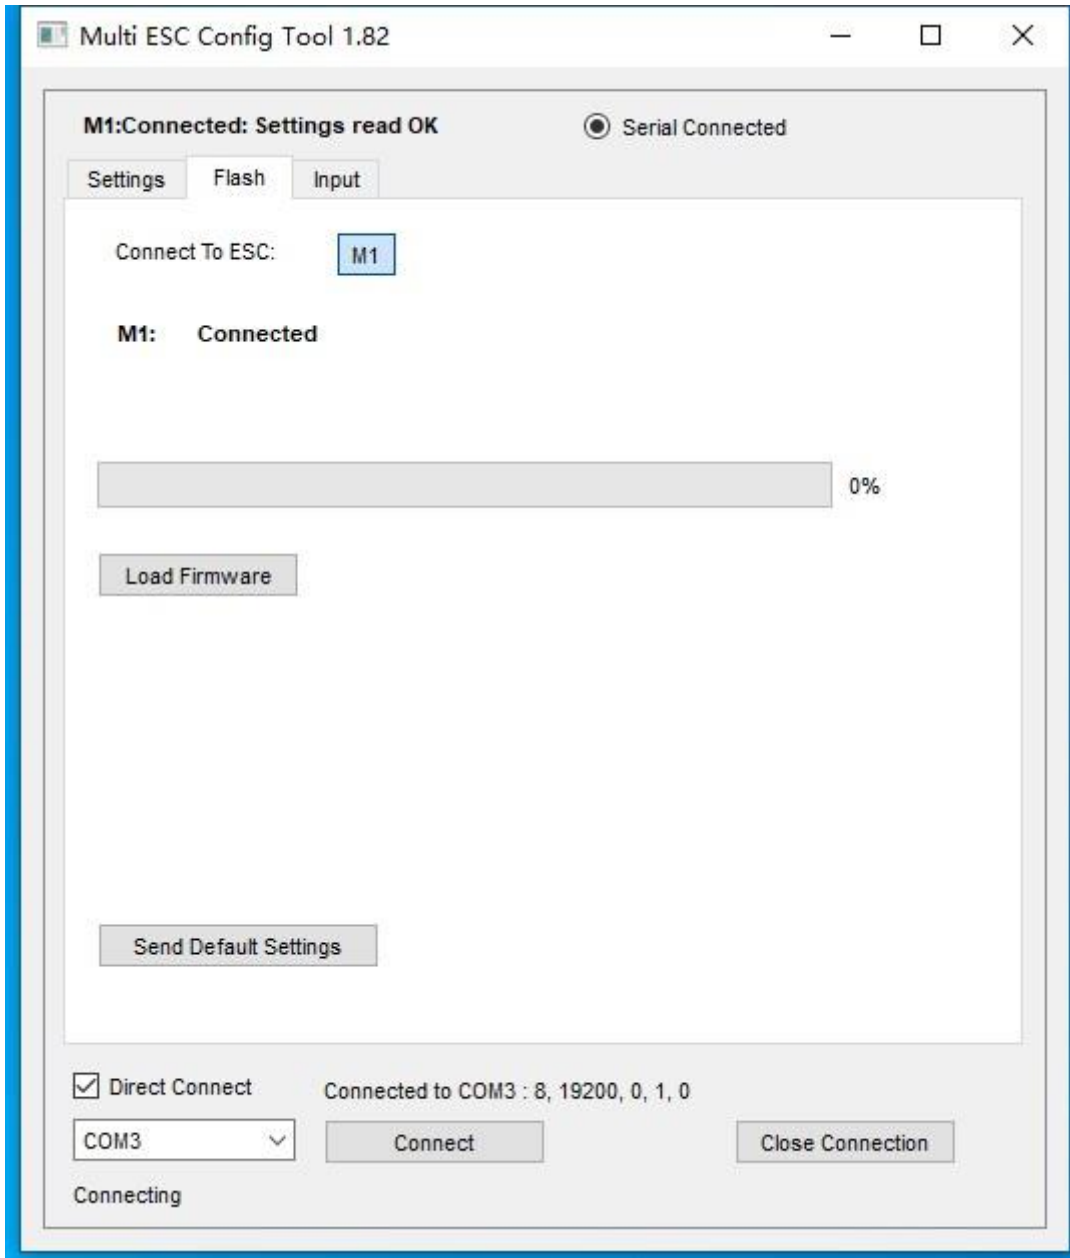 Multi ESC Config Tool 1.82
M1:Connected: Settings read OK
Serial Connected
Settings
Flash
Input
Connect To ESC:
M1
M1: Connected
0%
Load Firmware
Send Default Settings
Direct Connect
Connected to COM3 : 8, 19200, 0, 1, 0
COM3
Connect
Close Connection
Connecting